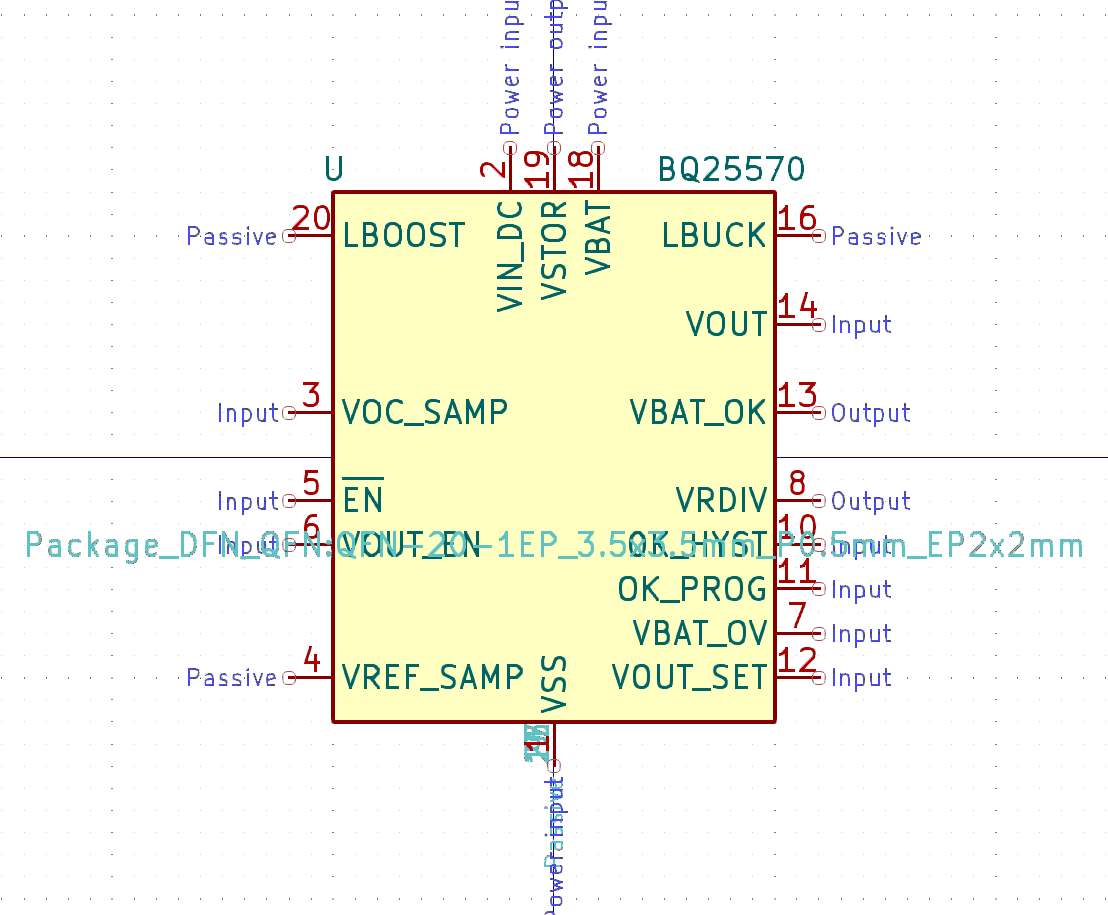 Power input
Power output
Power input
2
19
18
U
BQ25570
20
Passive
LBOOST
VIN_DC
VSTOR
VBAT
LBUCK
16
Passive
VOUT
14
Input
3
Input
VOC_SAMP
VBAT_OK
13
Output
5
Input
EN
VRDIV
8
Output
6
Input
VOUT_EN
Package_DFN_QFN:QFN-20-1EP_3.5x3.5mm_P0.5mm_EP2x2mm
OK_HYST
10
Input
OK_PROG
11
Input
VBAT_OV
7
Input
4
Passive
VREF_SAMP
VSS
VOUT_SET
12
Input
1
Power input
Passive